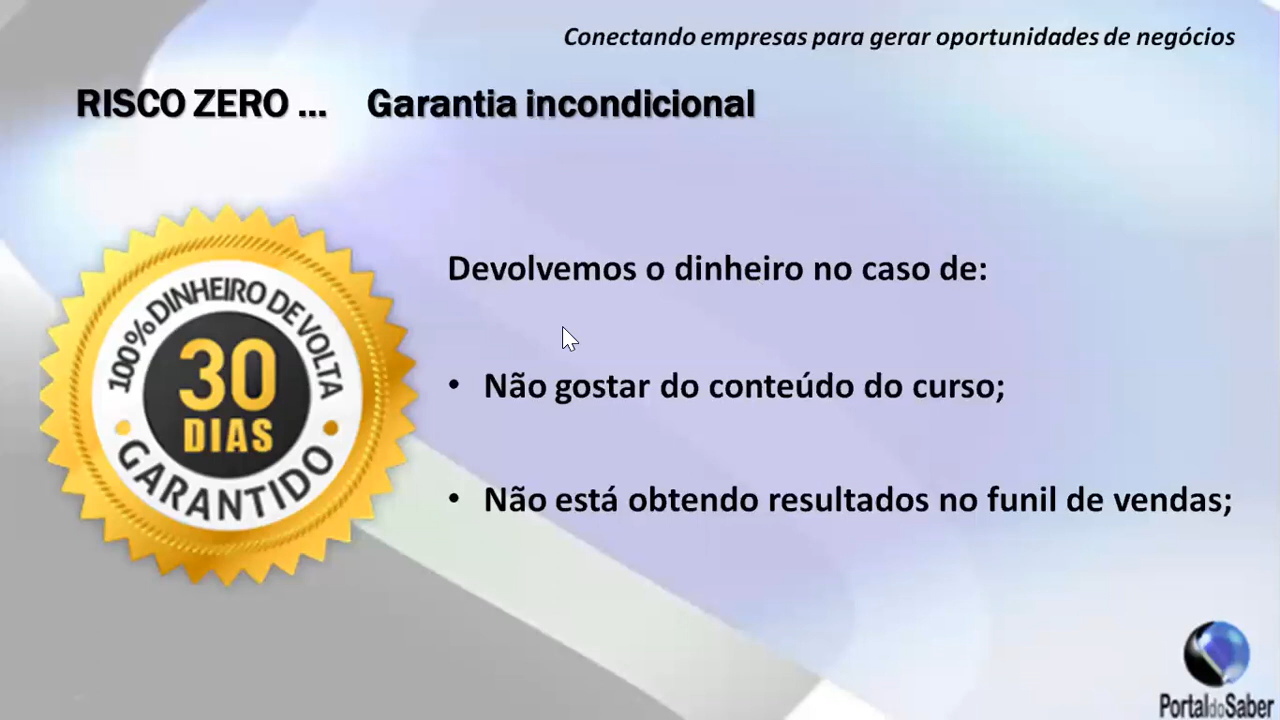 Conectando empresas para gerar oportunidades de negócios
RISCO ZERO ... Garantia incondicional
100% DINHEIRO DE VOLTA
30
DIAS
GARANTIDO
Devolvemos o dinheiro no caso de:
• Não gostar do conteúdo do curso;
• Não está obtendo resultados no funil de vendas;
PortaldoSaber